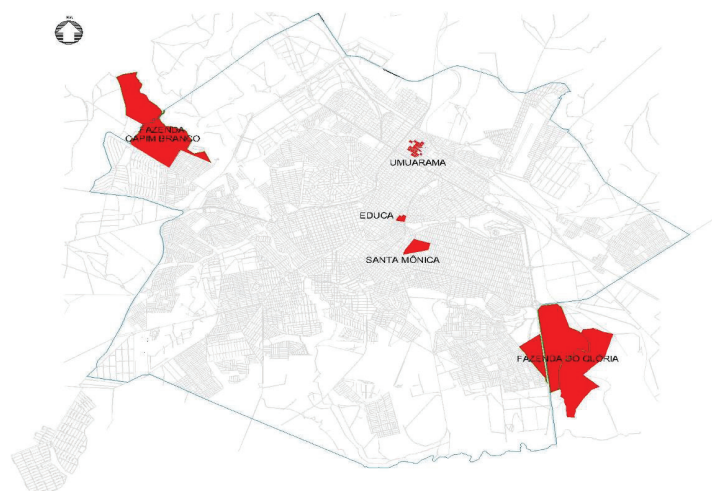 FAZENDA
CAPIM BRANCO
UMUARAMA
EDUCA
SANTA MÔNICA
FAZENDA DO GLÓRIA